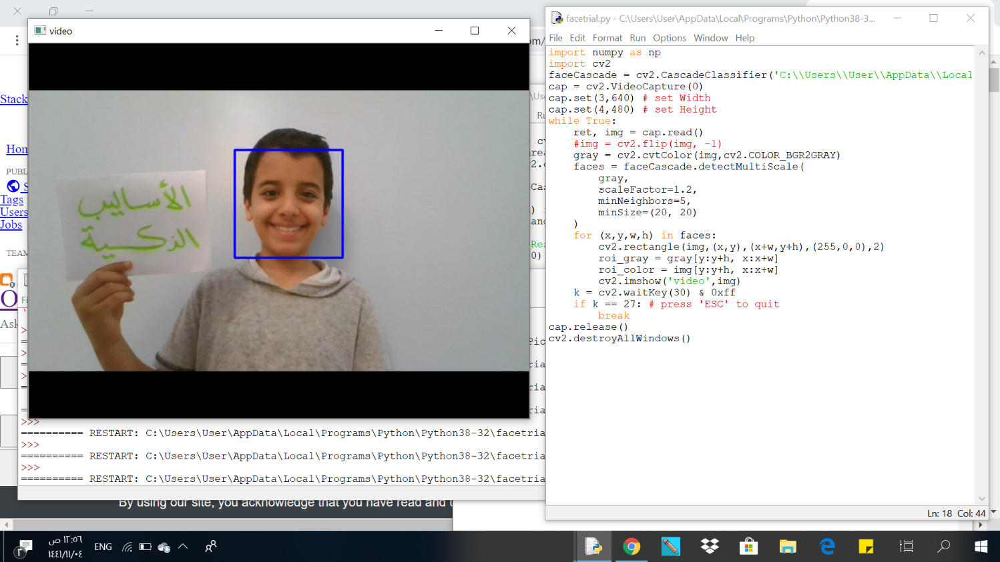 video
الأساليب
الذكية
Stack
Home
PUBL
S
Tags
Users
Jobs
TEAM
Ask
facetrial.py - C:\Users\User\AppData\Local\Programs\Python\Python38-3...
File Edit Format Run Options Window Help
import numpy as np
import cv2
faceCascade = cv2.CascadeClassifier('C:\\Users\\User\\AppData\\Local
cap = cv2.VideoCapture(0)
cap.set(3,640) # set Width
cap.set(4,480) # set Height
while True:
    ret, img = cap.read()
    #img = cv2.flip(img, -1)
    gray = cv2.cvtColor(img,cv2.COLOR_BGR2GRAY)
    faces = faceCascade.detectMultiScale(
        gray,
        scaleFactor=1.2,
        minNeighbors=5,
        minSize=(20, 20)
    )
    for (x,y,w,h) in faces:
        cv2.rectangle(img,(x,y),(x+w,y+h),(255,0,0),2)
        roi_gray = gray[y:y+h, x:x+w]
        roi_color = img[y:y+h, x:x+w]
        cv2.imshow('video',img)
    k = cv2.waitKey(30) & 0xff
    if k == 27: # press 'ESC' to quit
        break
cap.release()
cv2.destroyAllWindows()
Ln: 18 Col: 44
>>>
========== RESTART: C:\Users\User\AppData\Local\Programs\Python\Python38-32\facetria
>>>
========== RESTART: C:\Users\User\AppData\Local\Programs\Python\Python38-32\facetria
>>>
========== RESTART: C:\Users\User\AppData\Local\Programs\Python\Python38-32\facetria
By using our site, you acknowledge that you have read and
١٢:٥٦ ص
١٤٤١/١١/٠٤
ENG